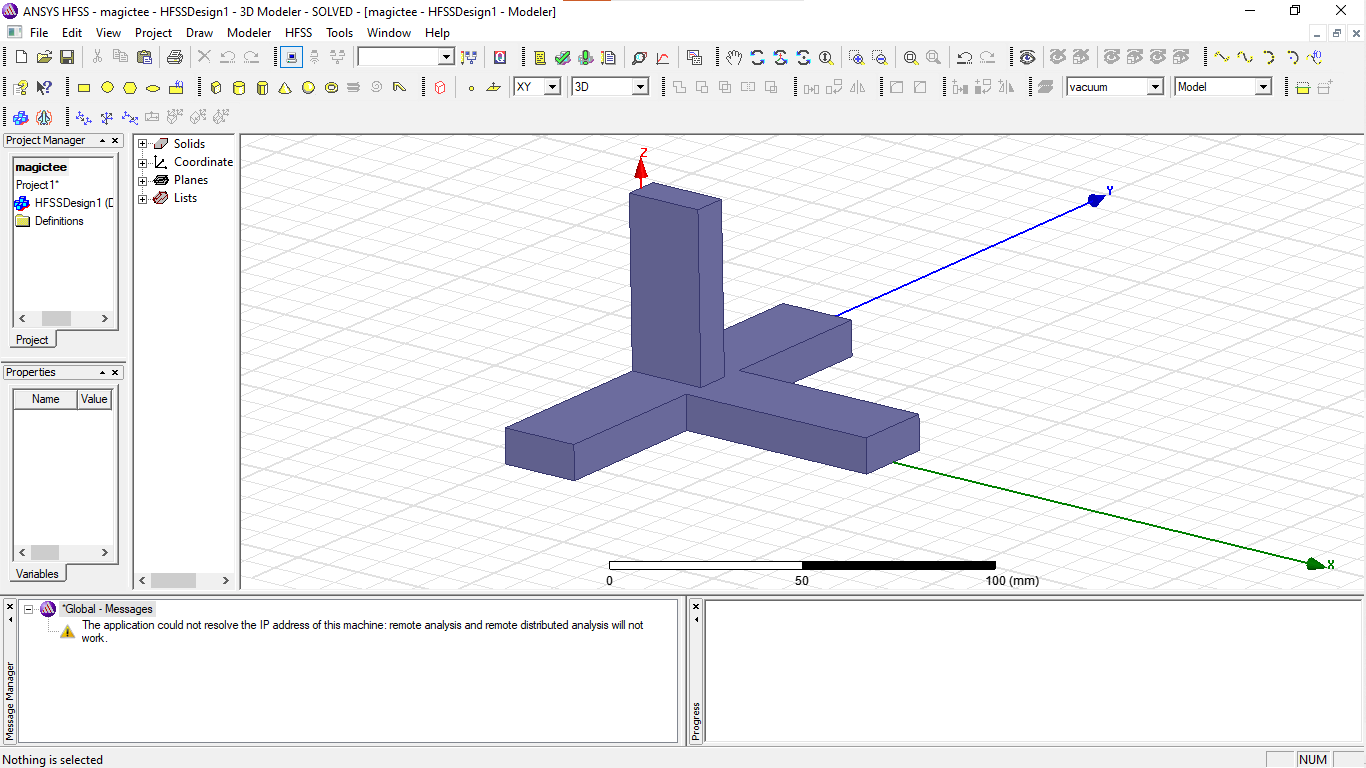 ANSYS HFSS - magictee - HFSSDesign1 - 3D Modeler - SOLVED - [magictee - HFSSDesign1 - Modeler]
File Edit View Project Draw Modeler HFSS Tools Window Help
XY 3D vacuum Model
Project Manager
magictee
Project1*
HFSSDesign1 (D
Definitions
Project
Properties
Name Value
Variables
Solids
Coordinate
Planes
Lists
Z
Y
X
0 50 100 (mm)
*Global - Messages
The application could not resolve the IP address of this machine: remote analysis and remote distributed analysis will not
work.
Message Manager
Progress
Nothing is selected
NUM